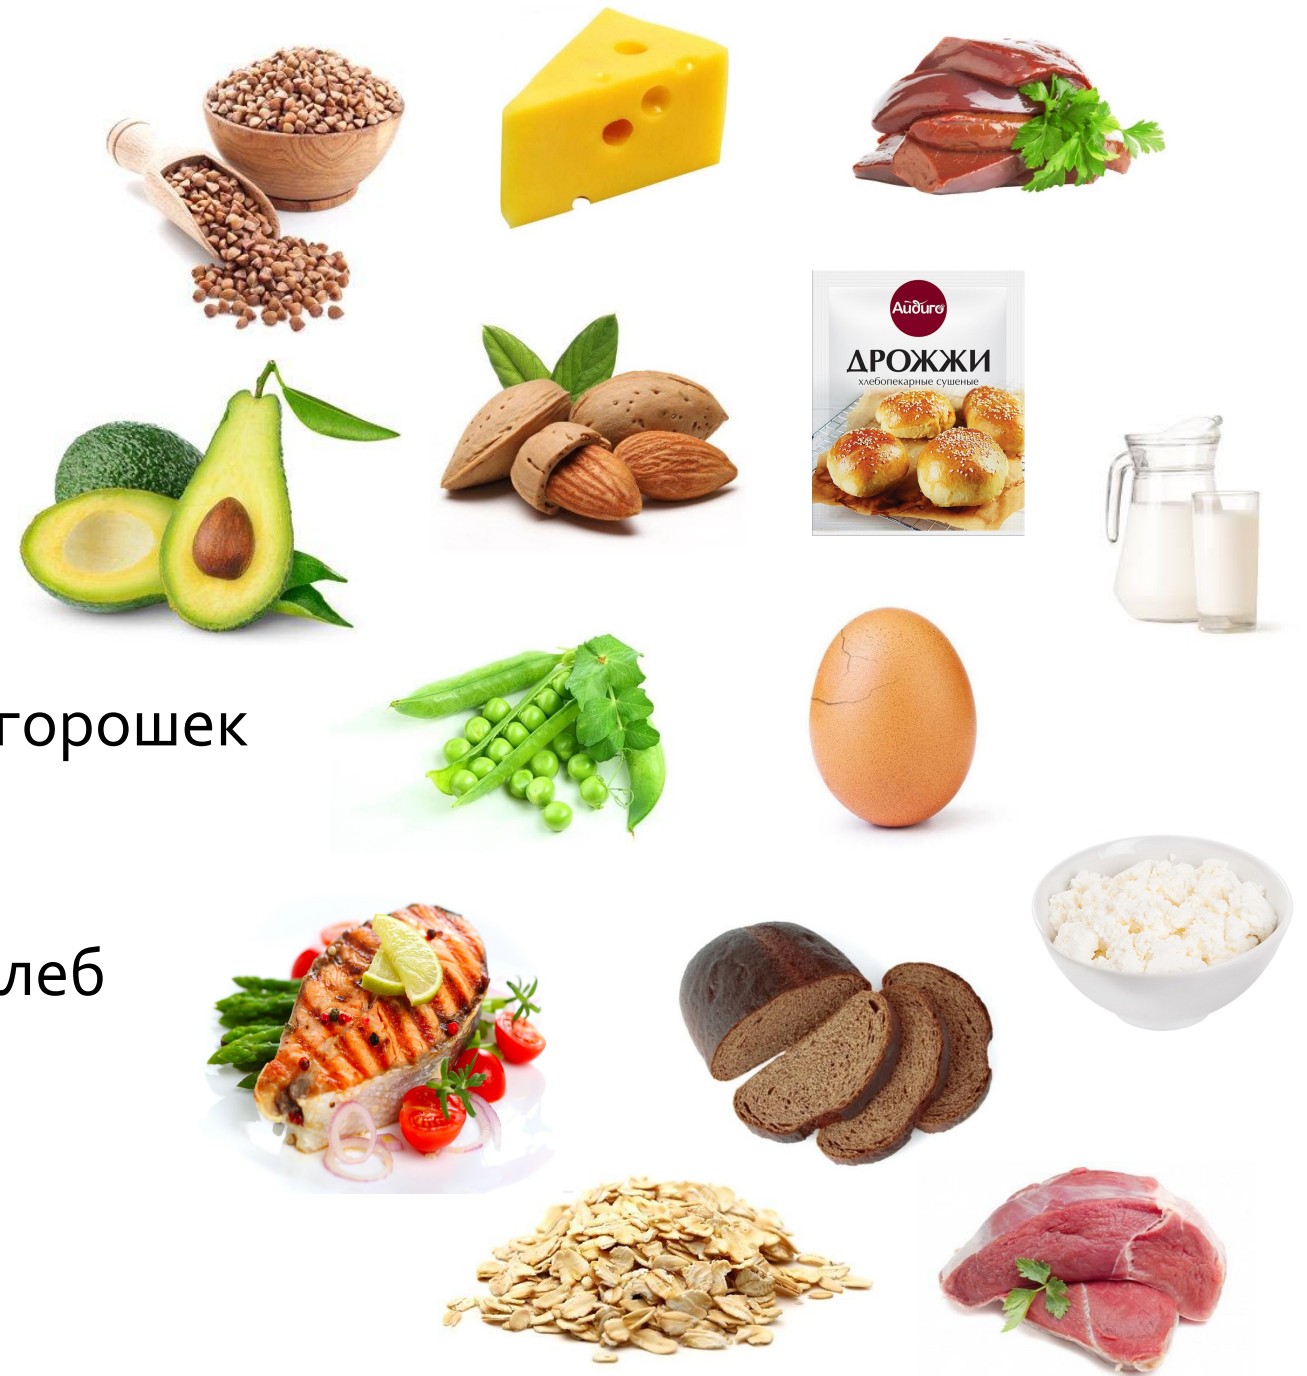 Айдиго
ДРОЖЖИ
хлебопекарные сушеные
горошек
леб